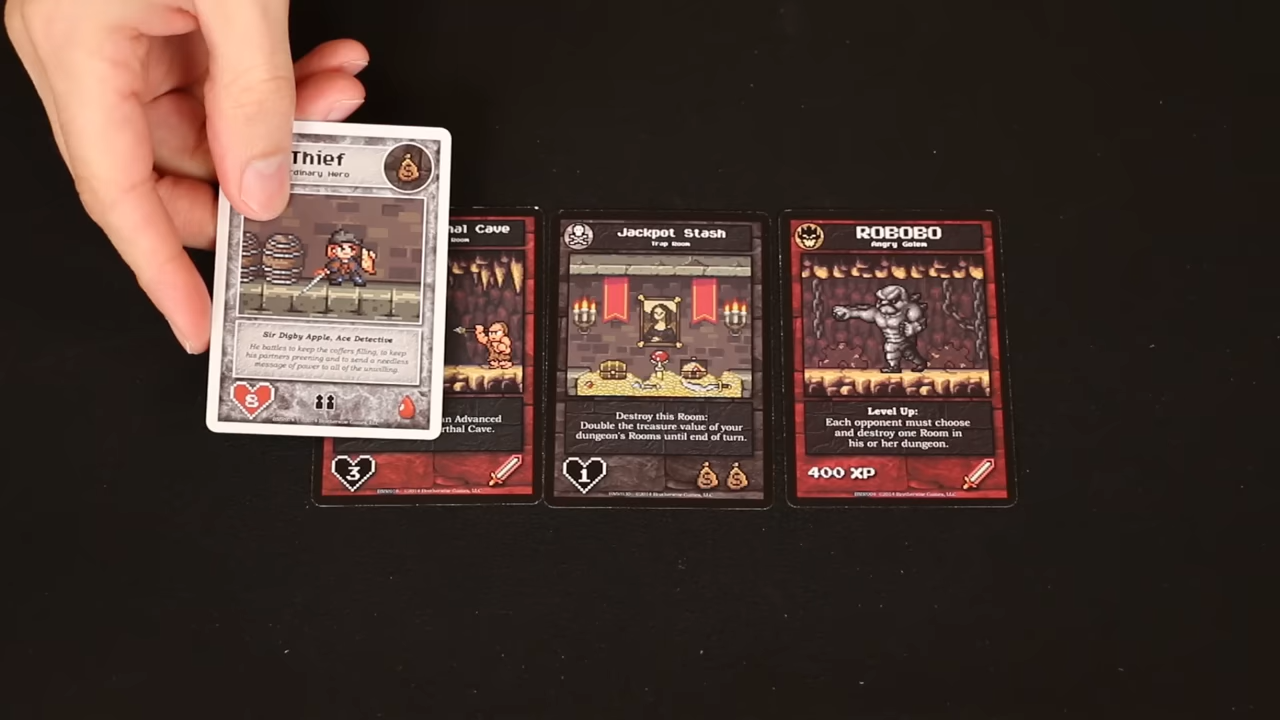 Thief
rdinary Hero
Sir Digby Apple, Ace Detective
He battles to keep the coffers filling, to keep
his partners preening and to send a needless
message of power to all of the unwilling.
8
nal Cave
Room
an Advanced
rthal Cave.
3
Jackpot Stash
Trap Room
Destroy this Room:
Double the treasure value of your
dungeon's Rooms until end of turn.
1
ROBOBO
Angry Golem
Level Up:
Each opponent must choose
and destroy one Room in
his or her dungeon.
400 XP